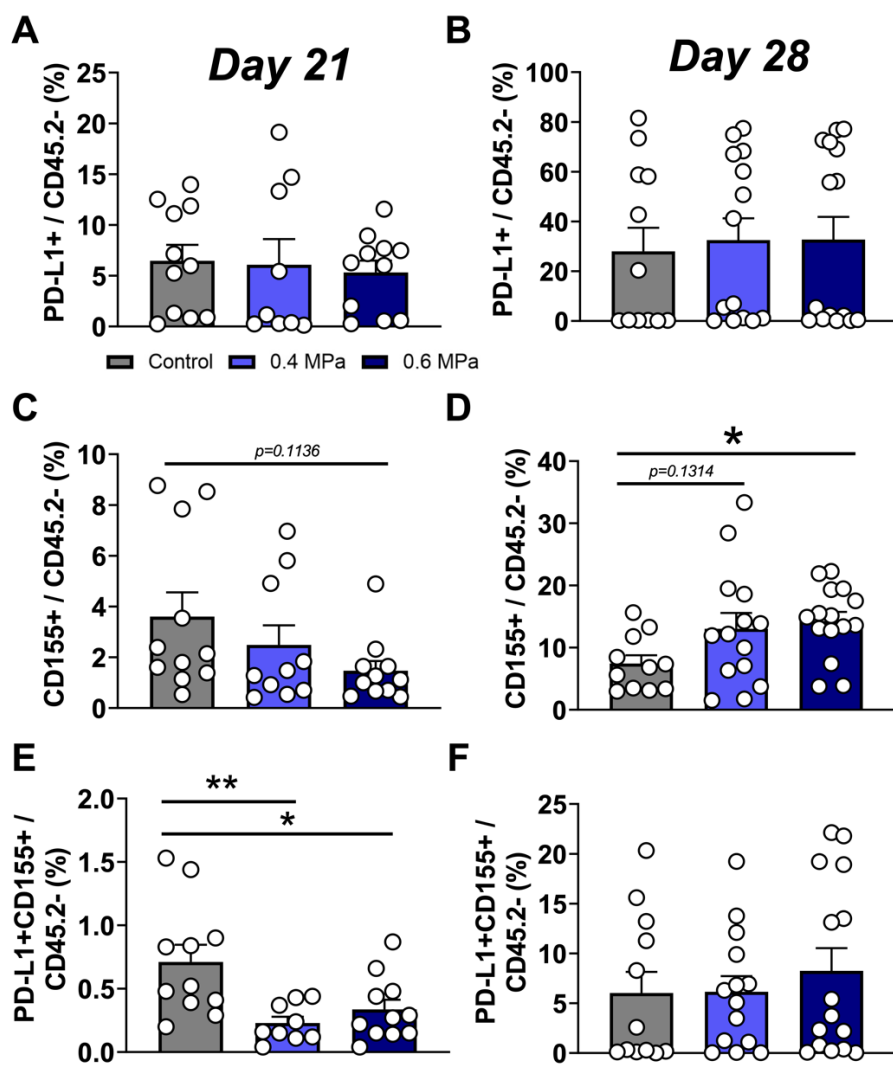 A
Day 21
PD-L1+ / CD45.2- (%)
25
20
15
10
5
0
B
Day 28
PD-L1+ / CD45.2- (%)
100
80
60
40
20
0
Control 0.4 MPa 0.6 MPa
C
CD155+ / CD45.2- (%)
10
8
6
4
2
0
p=0.1136
D
CD155+ / CD45.2- (%)
40
30
20
10
0
*
p=0.1314
E
PD-L1+CD155+ /
CD45.2- (%)
2.0
1.5
1.0
0.5
0.0
**
*
F
PD-L1+CD155+ /
CD45.2- (%)
25
20
15
10
5
0